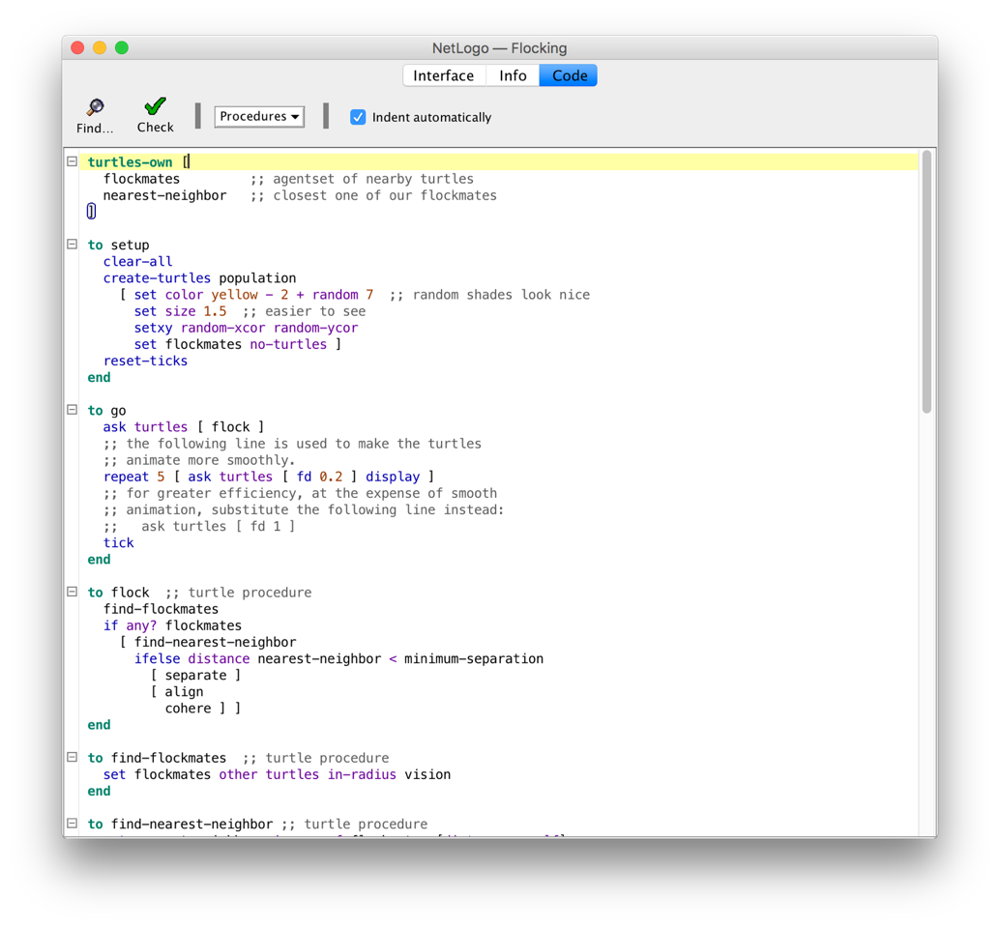 NetLogo — Flocking
Interface Info Code
Find... Check Procedures Indent automatically
turtles-own [
  flockmates         ;; agentset of nearby turtles
  nearest-neighbor   ;; closest one of our flockmates
]
to setup
  clear-all
  create-turtles population
    [ set color yellow - 2 + random 7  ;; random shades look nice
      set size 1.5  ;; easier to see
      setxy random-xcor random-ycor
      set flockmates no-turtles ]
  reset-ticks
end
to go
  ask turtles [ flock ]
  ;; the following line is used to make the turtles
  ;; animate more smoothly.
  repeat 5 [ ask turtles [ fd 0.2 ] display ]
  ;; for greater efficiency, at the expense of smooth
  ;; animation, substitute the following line instead:
  ;;   ask turtles [ fd 1 ]
  tick
end
to flock  ;; turtle procedure
  find-flockmates
  if any? flockmates
    [ find-nearest-neighbor
      ifelse distance nearest-neighbor < minimum-separation
        [ separate ]
        [ align
          cohere ] ]
end
to find-flockmates  ;; turtle procedure
  set flockmates other turtles in-radius vision
end
to find-nearest-neighbor ;; turtle procedure